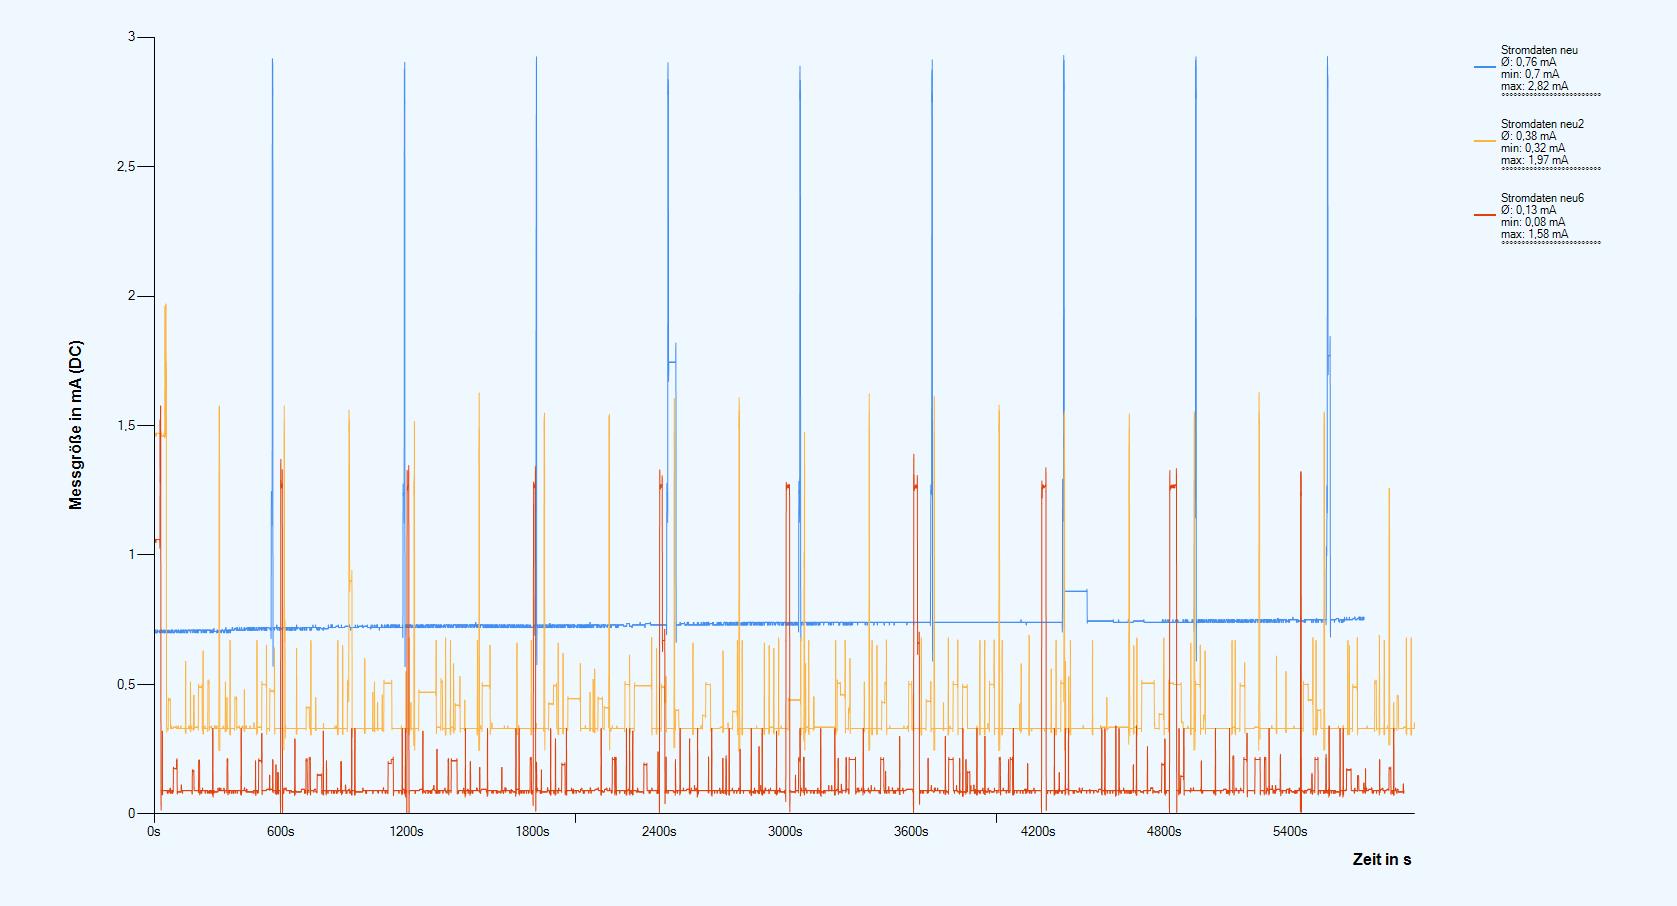 3
2,5
2
1,5
1
0,5
0
Messgröße in mA (DC)
0s 600s 1200s 1800s 2400s 3000s 3600s 4200s 4800s 5400s
Zeit in s
Stromdaten neu
Ø: 0,76 mA
min: 0,7 mA
max: 2,82 mA
Stromdaten neu2
Ø: 0,38 mA
min: 0,32 mA
max: 1,97 mA
Stromdaten neu6
Ø: 0,13 mA
min: 0,08 mA
max: 1,58 mA